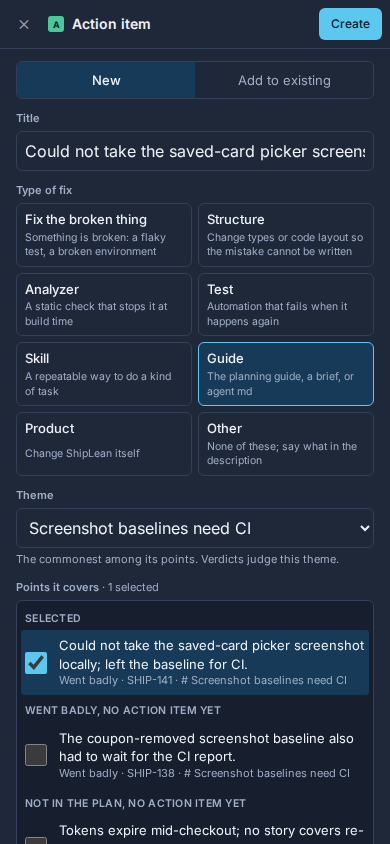 × A Action item Create
New Add to existing
Title
Could not take the saved-card picker screens
Type of fix
Fix the broken thing
Something is broken: a flaky
test, a broken environment
Structure
Change types or code layout so
the mistake cannot be written
Analyzer
A static check that stops it at
build time
Test
Automation that fails when it
happens again
Skill
A repeatable way to do a kind
of task
Guide
The planning guide, a brief, or
agent md
Product
Change ShipLean itself
Other
None of these; say what in the
description
Theme
Screenshot baselines need CI
The commonest among its points. Verdicts judge this theme.
Points it covers · 1 selected
SELECTED
Could not take the saved-card picker screenshot
locally; left the baseline for CI.
Went badly · SHIP-141 · # Screenshot baselines need CI
WENT BADLY, NO ACTION ITEM YET
The coupon-removed screenshot baseline also
had to wait for the CI report.
Went badly · SHIP-138 · # Screenshot baselines need CI
NOT IN THE PLAN, NO ACTION ITEM YET
Tokens expire mid-checkout; no story covers re-